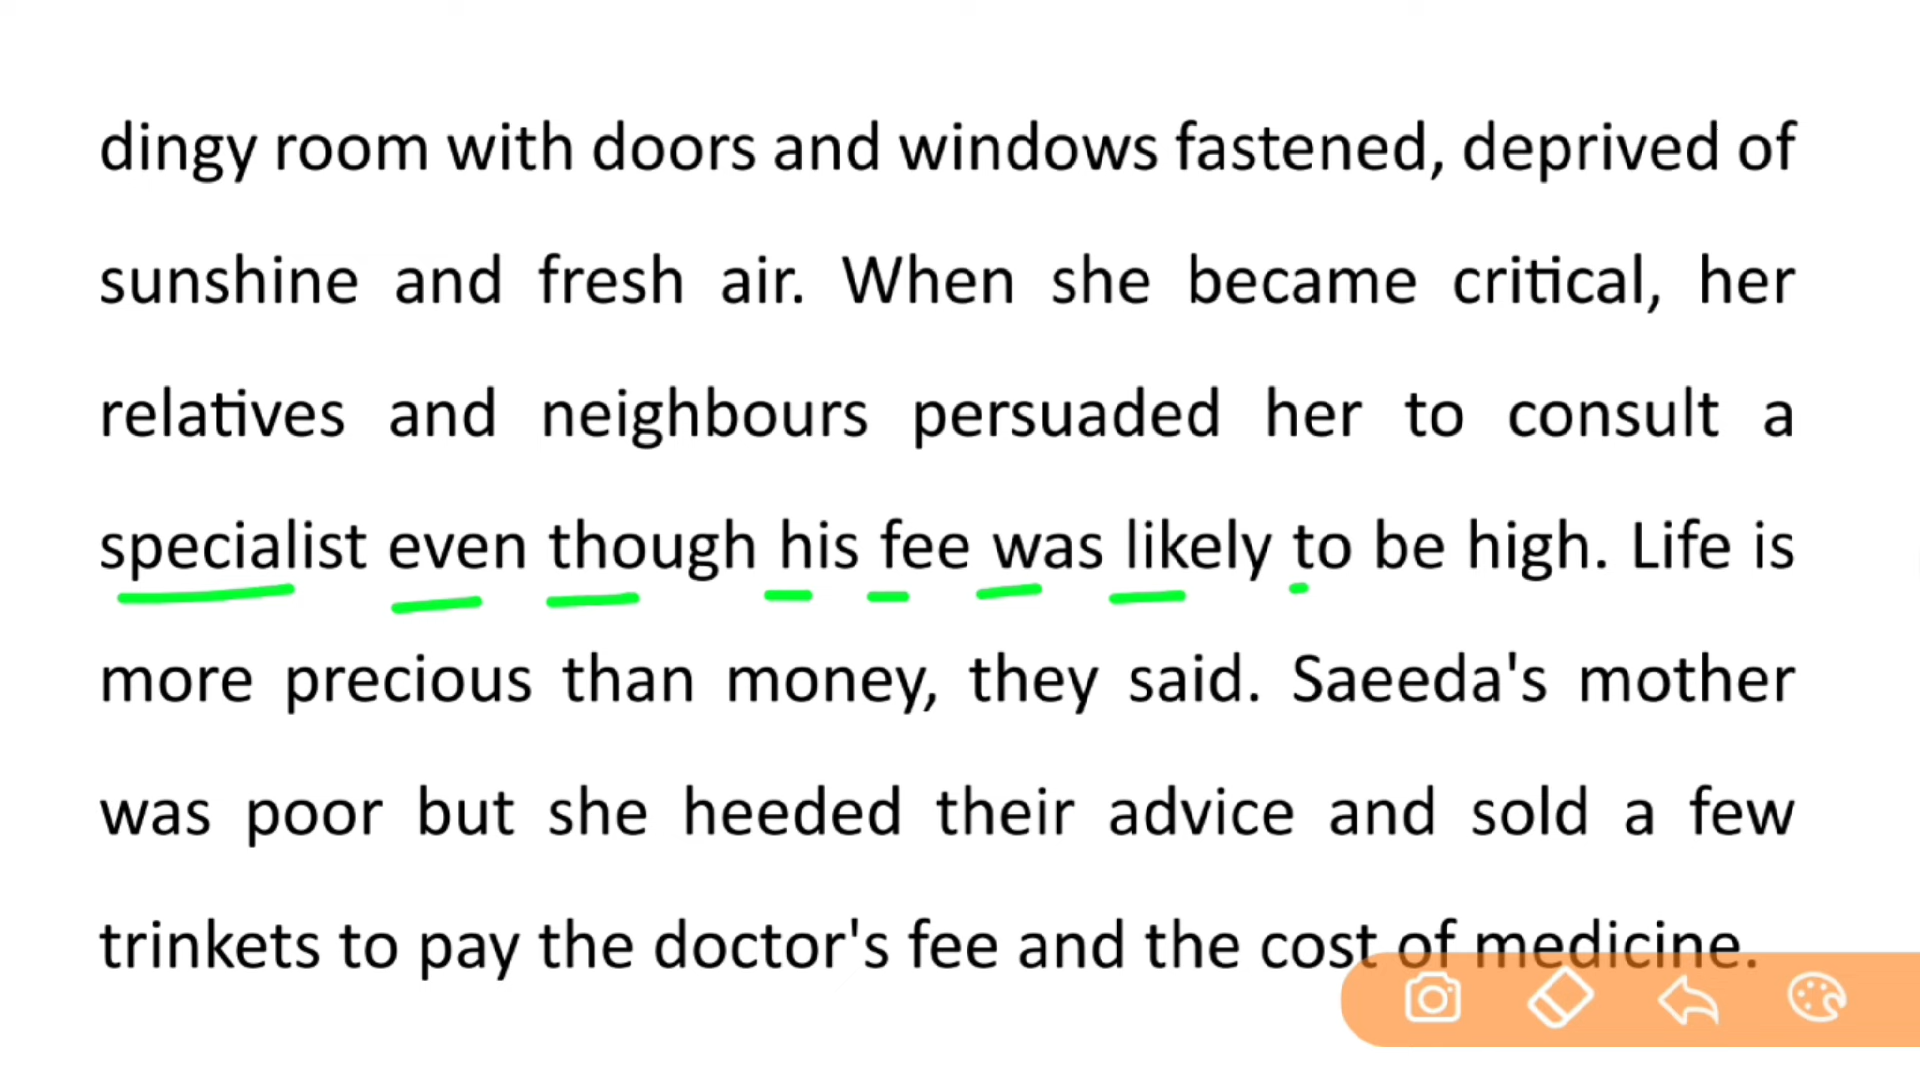 dingy room with doors and windows fastened, deprived of
sunshine and fresh air. When she became critical, her
relatives and neighbours persuaded her to consult a
specialist even though his fee was likely to be high. Life is
more precious than money, they said. Saeeda's mother
was poor but she heeded their advice and sold a few
trinkets to pay the doctor's fee and the cost of medicine.